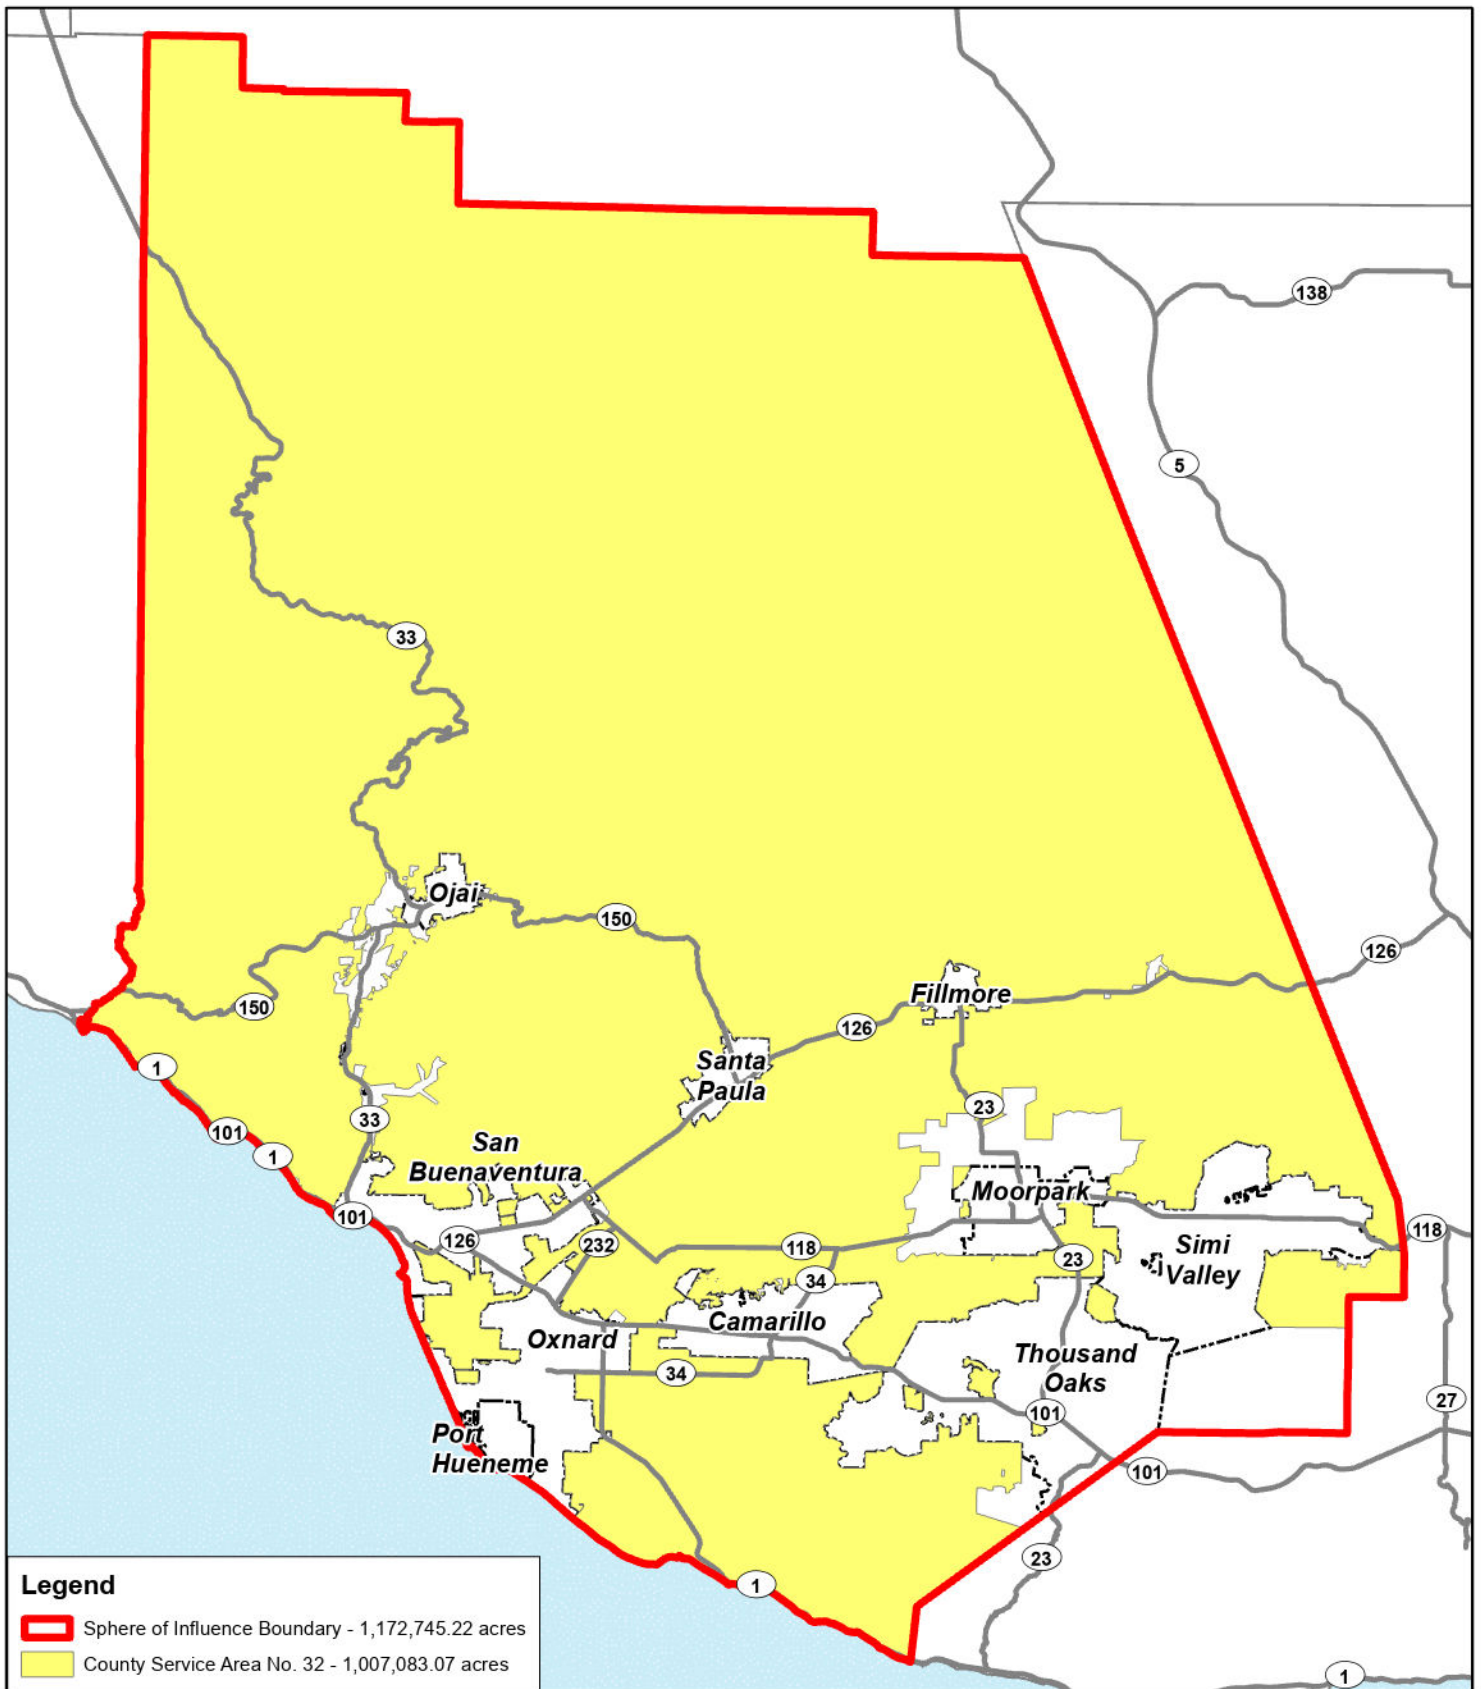 138
5
33
Ojai
150
126
150
Fillmore
126
Santa
Paula
1
23
33
101
San
Buenaventura
1
Moorpark
101
118
126
232
118
Simi
Valley
23
34
Camarillo
Oxnard
Thousand
Oaks
34
27
101
Port
Hueneme
101
23
1
1
Legend
Sphere of Influence Boundary - 1,172,745.22 acres
County Service Area No. 32 - 1,007,083.07 acres